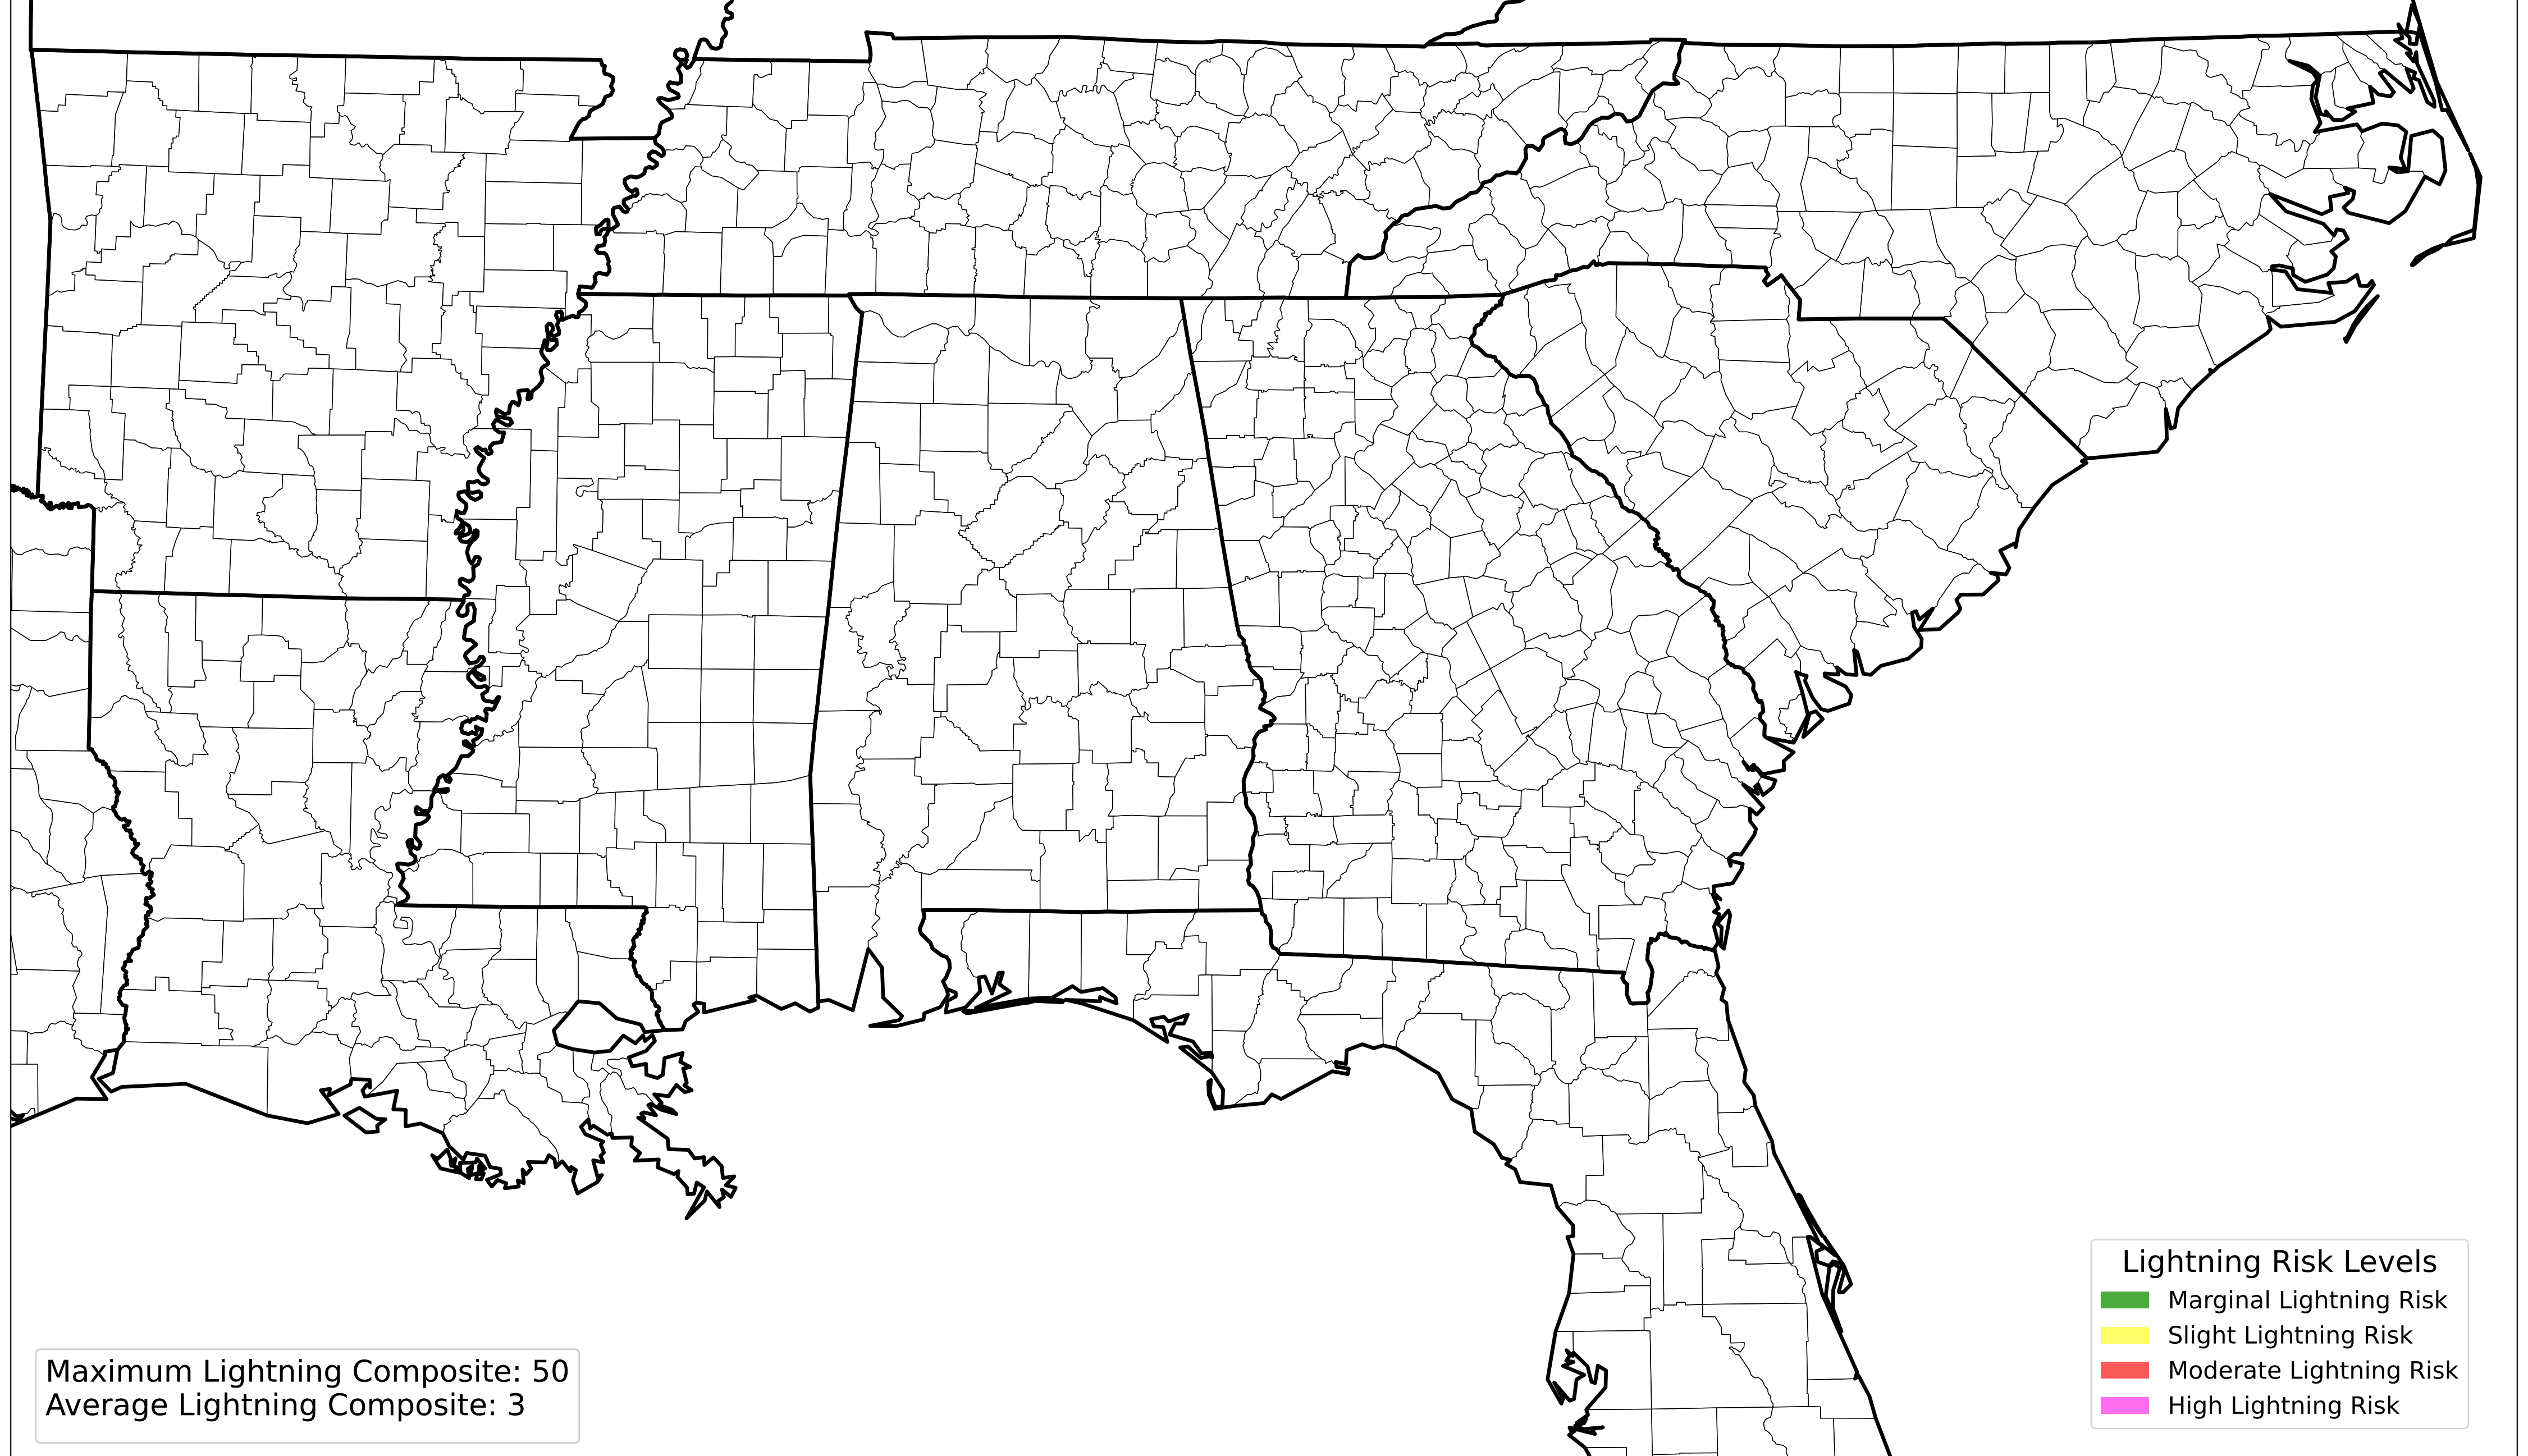 Lightning Risk Levels
Marginal Lightning Risk
Slight Lightning Risk
Moderate Lightning Risk
High Lightning Risk
Maximum Lightning Composite: 50
Average Lightning Composite: 3